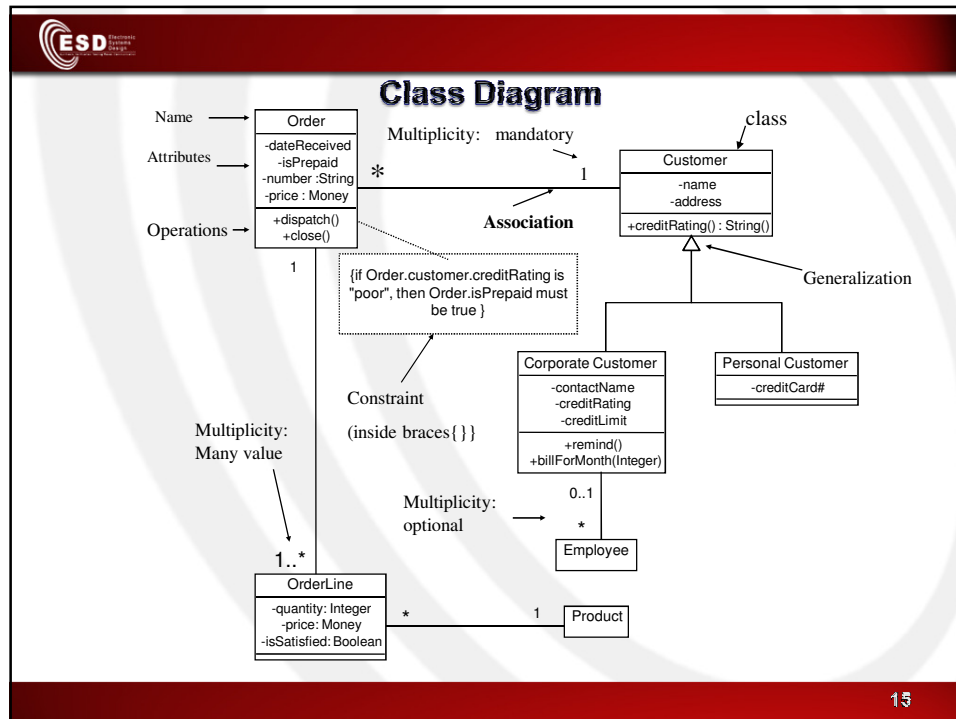 ESD Electronic Systems Design
Class Diagram
Name
Order
-dateReceived
-isPrepaid
-number :String
-price : Money
+dispatch()
+close()
Attributes
Operations
Multiplicity: mandatory
class
*
1
Association
Customer
-name
-address
+creditRating() : String()
Generalization
1
{if Order.customer.creditRating is
"poor", then Order.isPrepaid must
be true }
Constraint
(inside braces{}}
Corporate Customer
-contactName
-creditRating
-creditLimit
+remind()
+billForMonth(Integer)
Personal Customer
-creditCard#
Multiplicity:
Many value
0..1
Multiplicity:
optional
*
Employee
1..*
OrderLine
-quantity: Integer
-price: Money
-isSatisfied: Boolean
*
1
Product
15